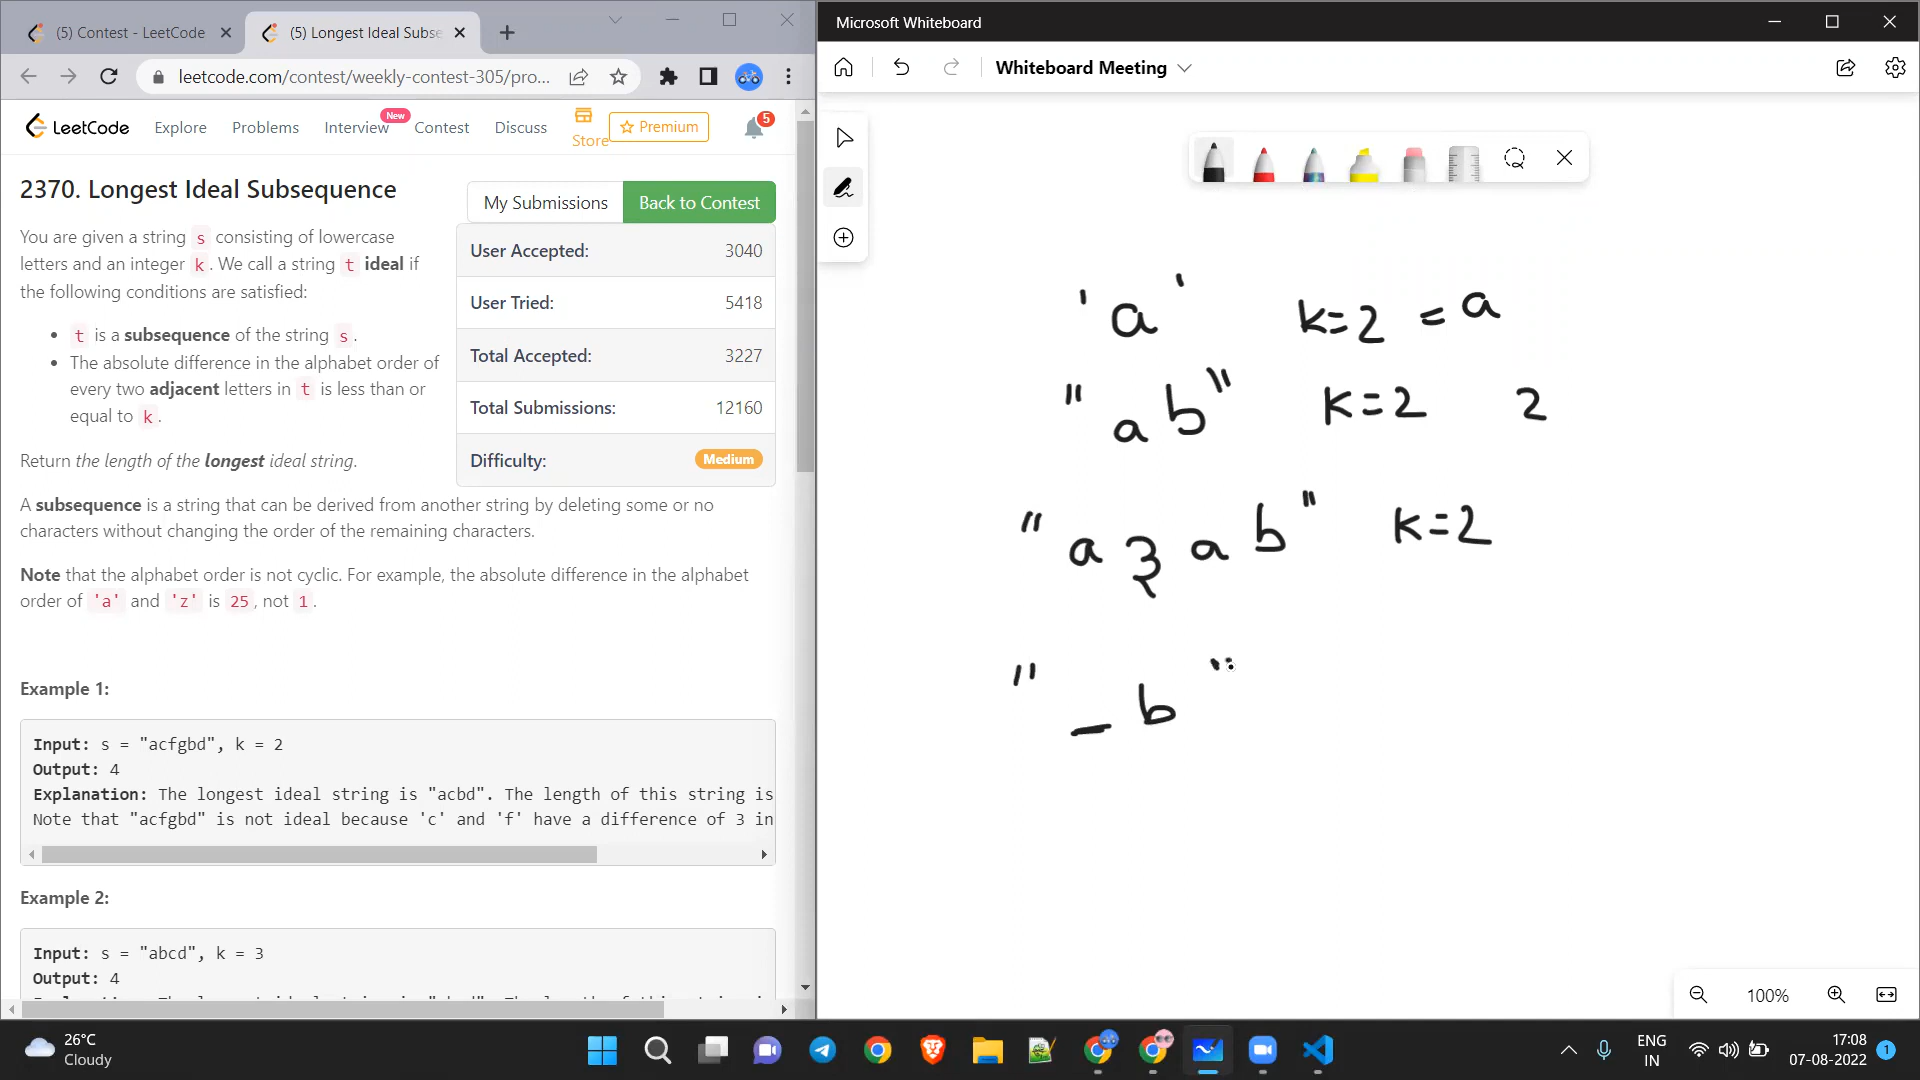 (5) Contest - LeetCode
(5) Longest Ideal Subse
leetcode.com/contest/weekly-contest-305/pro...
LeetCode
Explore
Problems
Interview
New
Contest
Discuss
Store
Premium
5
2370. Longest Ideal Subsequence
My Submissions
Back to Contest
You are given a string s consisting of lowercase
letters and an integer k. We call a string t ideal if
the following conditions are satisfied:
• t is a subsequence of the string s.
• The absolute difference in the alphabet order of
every two adjacent letters in t is less than or
equal to k.
Return the length of the longest ideal string.
User Accepted: 3040
User Tried: 5418
Total Accepted: 3227
Total Submissions: 12160
Difficulty: Medium
A subsequence is a string that can be derived from another string by deleting some or no
characters without changing the order of the remaining characters.
Note that the alphabet order is not cyclic. For example, the absolute difference in the alphabet
order of 'a' and 'z' is 25, not 1.
Example 1:
Input: s = "acfgbd", k = 2
Output: 4
Explanation: The longest ideal string is "acbd". The length of this string is
Note that "acfgbd" is not ideal because 'c' and 'f' have a difference of 3 in
Example 2:
Input: s = "abcd", k = 3
Output: 4
Microsoft Whiteboard
Whiteboard Meeting
'a' k=2 = a
"ab" k=2 2
"azab" k=2
"_b"
100%
26°C
Cloudy
ENG
IN
17:08
07-08-2022
1